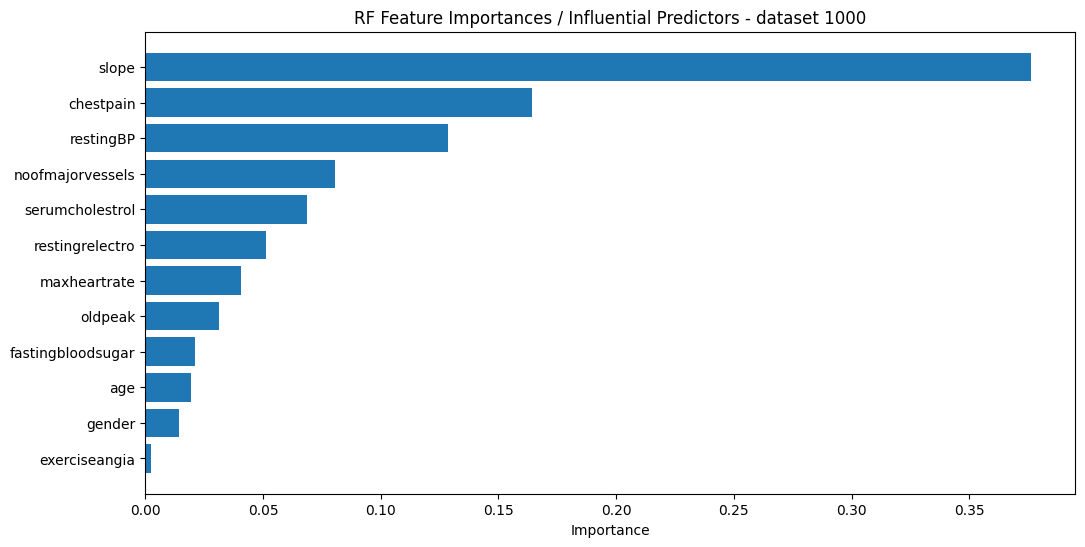 RF Feature Importances / Influential Predictors - dataset 1000
slope
chestpain
restingBP
noofmajorvessels
serumcholestrol
restingrelectro
maxheartrate
oldpeak
fastingbloodsugar
age
gender
exerciseangia
0.00 0.05 0.10 0.15 0.20 0.25 0.30 0.35
Importance